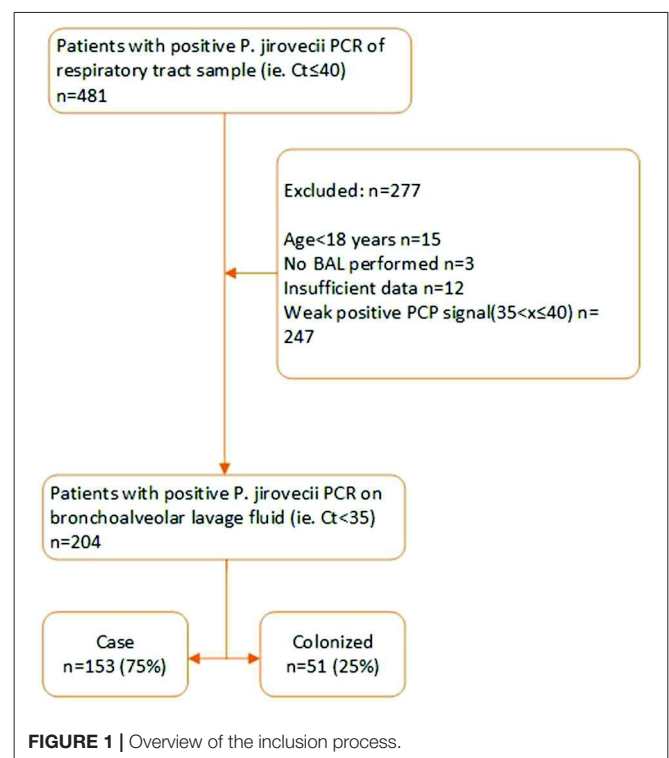 Patients with positive P. jirovecii PCR of
respiratory tract sample (ie. Ct≤40)
n=481
Excluded: n=277
Age<18 years n=15
No BAL performed n=3
Insufficient data n=12
Weak positive PCP signal(35<x≤40) n=
247
Patients with positive P. jirovecii PCR on
bronchoalveolar lavage fluid (ie. Ct<35)
n=204
Case
n=153 (75%)
Colonized
n=51 (25%)
FIGURE 1 | Overview of the inclusion process.